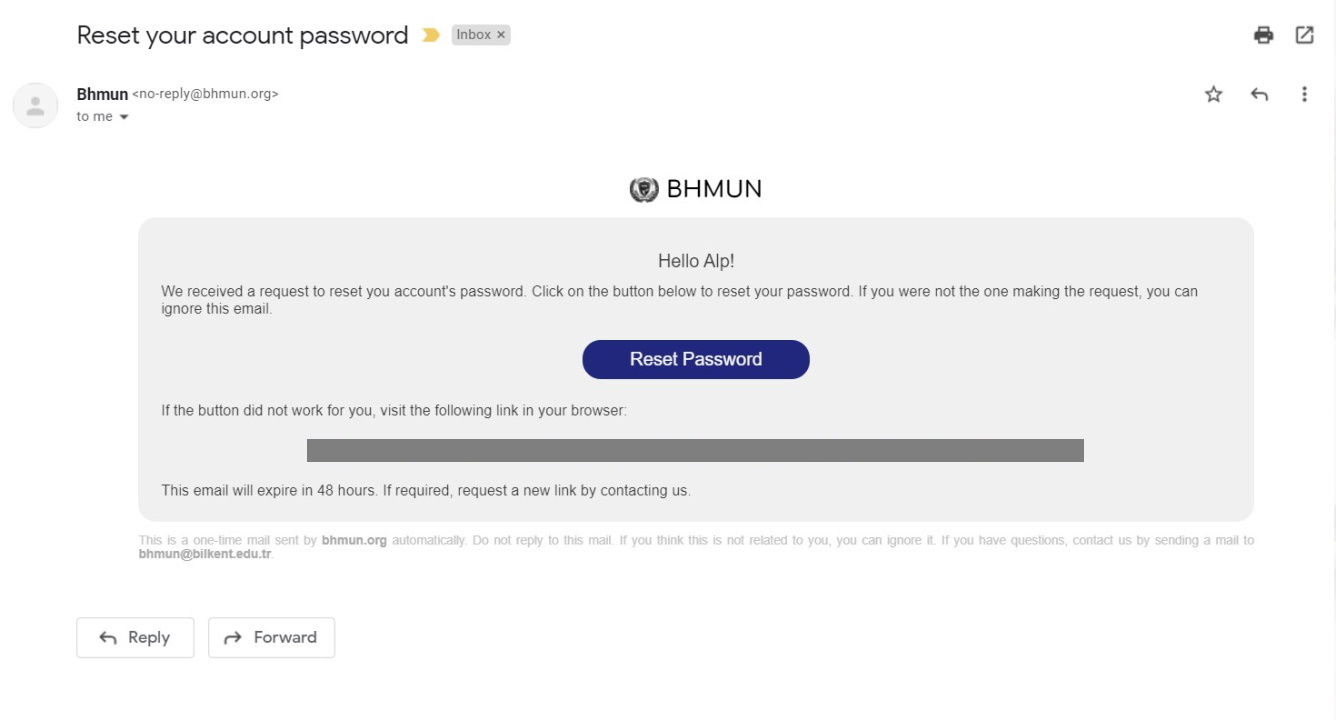 Reset your account password
Inbox ×
Bhmun <no-reply@bhmun.org>
to me
BHMUN
Hello Alp!
We received a request to reset you account's password. Click on the button below to reset your password. If you were not the one making the request, you can
ignore this email.
Reset Password
If the button did not work for you, visit the following link in your browser:
This email will expire in 48 hours. If required, request a new link by contacting us.
This is a one-time mail sent by bhmun.org automatically. Do not reply to this mail. If you think this is not related to you, you can ignore it. If you have questions, contact us by sending a mail to
bhmun@bilkent.edu.tr.
Reply
Forward